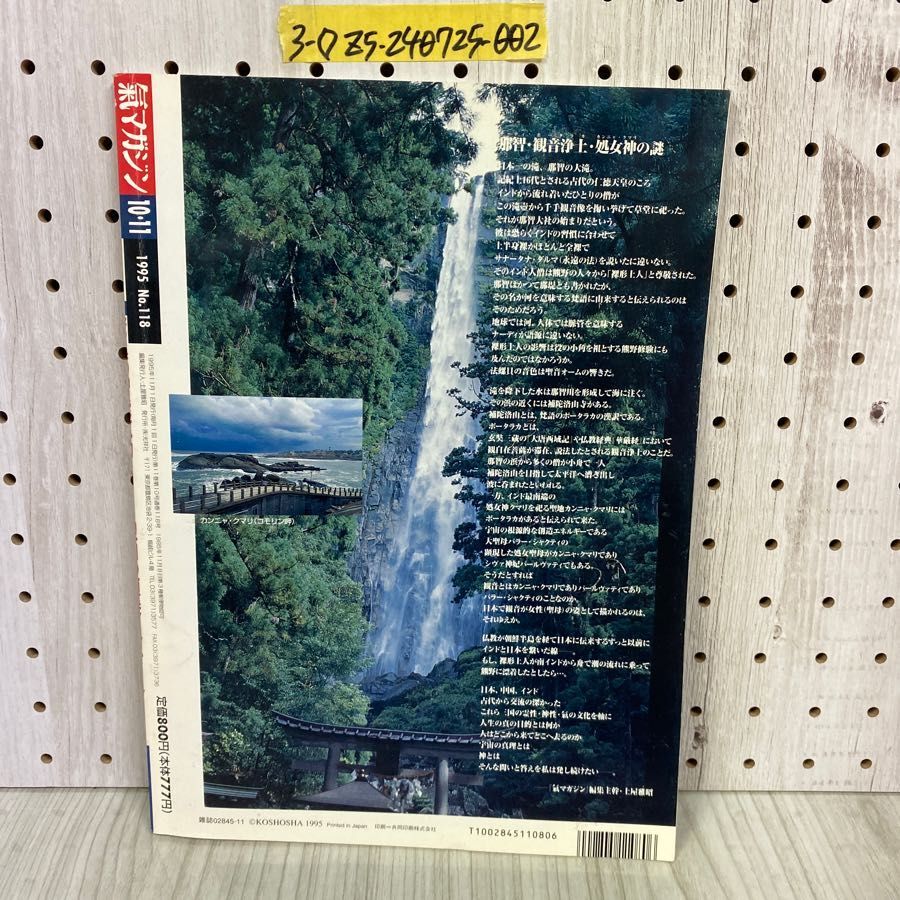 3-D Z5-240725-002
氣マガジン
10・11
1995 No.118
那智・観音浄土・処女神の謎
カンニャ・クマリ
日本一の滝、那智の大滝。
記紀上16代とされる古代の仁徳天皇のころ
インドから流れ着いたひとりの僧が
この滝壺から千手観音像を掬い挙げて草堂に祀った。
それが那智大社の始まりだという。
彼は恐らくインドの習慣に合わせて
上半身裸かほとんど全裸で
サナータナ・ダルマ(永遠の法)を説いたに違いない。
そのインド人僧は熊野の人々から「裸形上人」と尊敬された。
那智はかつて那堤とも書かれたが、
その名が河を意味する梵語に由来すると伝えられるのは
そのためだろう。
地球では河。人体では脈管を意味する
ナーディが語源に違いない。
裸形上人の影響は役の小角を祖とする熊野修験にも
及んだのではなかろうか。
法螺貝の音色は聖音オームの響きだ。
滝を降下した水は那智川を形成して海に注ぐ。
その浜の近くには補陀洛山寺がある。
補陀洛山とは、梵語のポータラカの漢訳である。
ポータラカとは、
玄奘三蔵の「大唐西域記」や仏教経典「華厳経」において
観自在菩薩が滞在、説法したとされる観音浄土のことだ。
那智の浜から多くの僧が小舟で一人
補陀洛山を目指して太平洋へ漕ぎ出し
彼に呑まれたといわれる。
一方、インド最南端の
処女神クマリを祀る聖地カンニャ・クマリには
ポータラカがあると伝えられて来た。
宇宙の根源的な創造エネルギーである
大聖母パラー・シャクティの
顕現した処女聖母がカンニャ・クマリであり
シヴァ神妃パールヴァティでもある。
そうだとすれば
観音とはカンニャ・クマリでありパールヴァティであり
パラー・シャクティのことなのか。
日本で観音が女性(聖母)の姿として描かれるのは、
それゆえか。
仏教が朝鮮半島を経て日本に伝来するずっと以前に
インドと日本を繋いた線——
もし、裸形上人が南インドから舟で潮の流れに乗って
熊野に漂着したとしたら…。
日本、中国、インド
古代から交流の深かった
これら三国の霊性・神性・氣の文化を軸に
人生の真の目的とは何か
人はどこから来てどこへ去るのか
宇宙の真理とは
神とは
そんな問いと答えを私は発し続けたい——。
「氣マガジン」編集主幹・土屋雅昭
カンニャ・クマリ(コモリン岬)
定価800円(本体777円)
雑誌02845-11 ©KOSHOSHA 1995 Printed in Japan 印刷＝共同印刷株式会社
T1002845110806